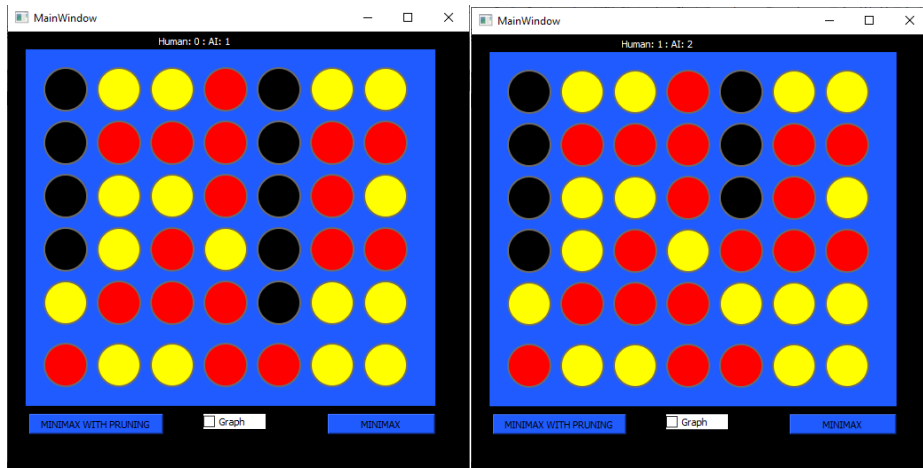 MainWindow
Human: 0 : AI: 1
MINIMAX WITH PRUNING
Graph
MINIMAX
MainWindow
Human: 1 : AI: 2
MINIMAX WITH PRUNING
Graph
MINIMAX